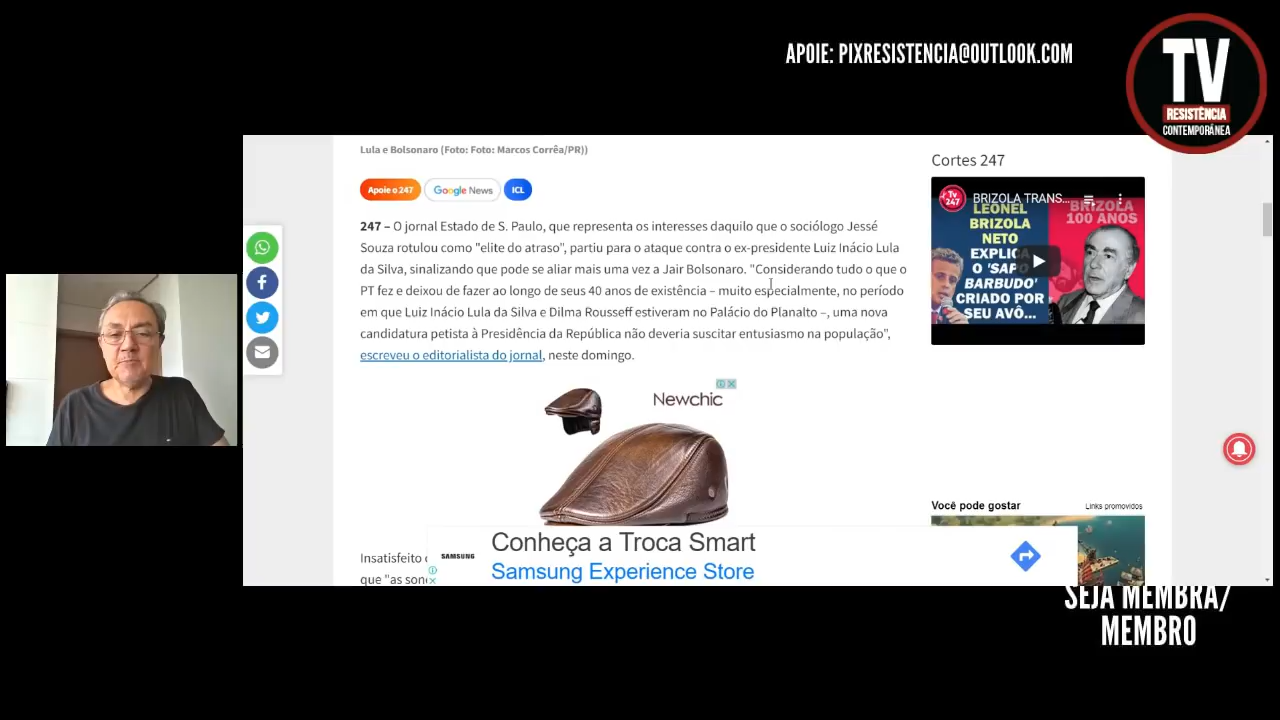 APOIE: PIXRESISTENCIA@OUTLOOK.COM
TV
RESISTÊNCIA
CONTEMPORÂNEA
Lula e Bolsonaro (Foto: Foto: Marcos Corrêa/PR))
Apoie o 247
Google News
ICL
247 – O jornal Estado de S. Paulo, que representa os interesses daquilo que o sociólogo Jessé
Souza rotulou como "elite do atraso", partiu para o ataque contra o ex-presidente Luiz Inácio Lula
da Silva, sinalizando que pode se aliar mais uma vez a Jair Bolsonaro. "Considerando tudo o que o
PT fez e deixou de fazer ao longo de seus 40 anos de existência – muito especialmente, no período
em que Luiz Inácio Lula da Silva e Dilma Rousseff estiveram no Palácio do Planalto –, uma nova
candidatura petista à Presidência da República não deveria suscitar entusiasmo na população",
escreveu o editorialista do jornal, neste domingo.
Newchic
Insatisfeito
que "as
SAMSUNG
Conheça a Troca Smart
Samsung Experience Store
Cortes 247
TV 247
BRIZOLA TRANS...
LEONEL
BRIZOLA
NETO
EXPLICA
O 'SAPO
BARBUDO'
CRIADO POR
SEU AVÔ...
BRIZOLA
100 ANOS
Você pode gostar
Links promovidos
SEJA MEMBRA/
MEMBRO